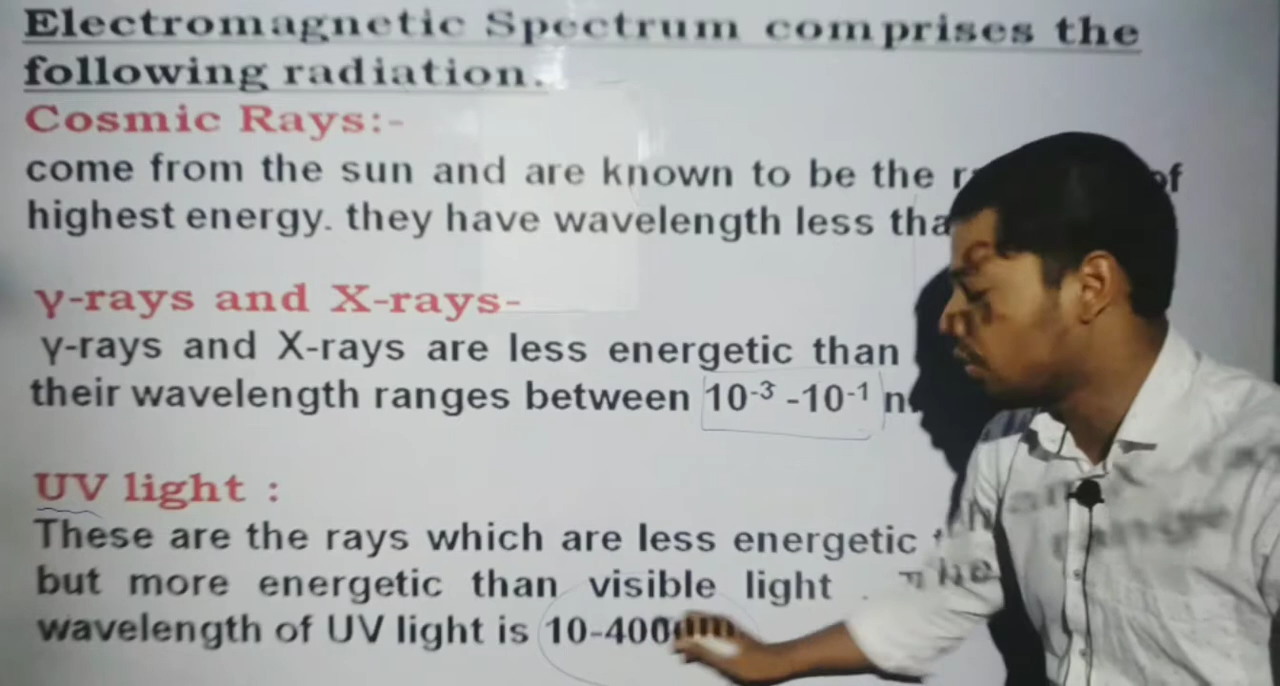 Electromagnetic Spectrum comprises the
following radiation.
Cosmic Rays:-
come from the sun and are known to be the of
highest energy. they have wavelength less
γ-rays and X-rays-
γ-rays and X-rays are less energetic than
their wavelength ranges between 10-3 -10-1
UV light :
These are the rays which are less energetic
but more energetic than visible light . The
wavelength of UV light is 10-400nm